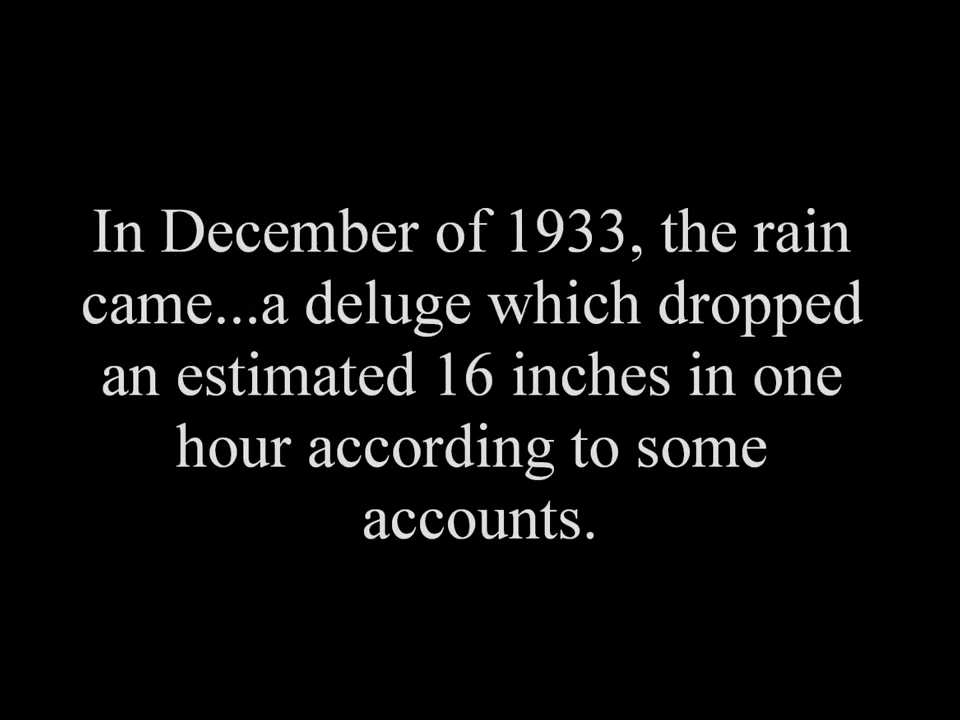 In December of 1933, the rain
came...a deluge which dropped
an estimated 16 inches in one
hour according to some
accounts.